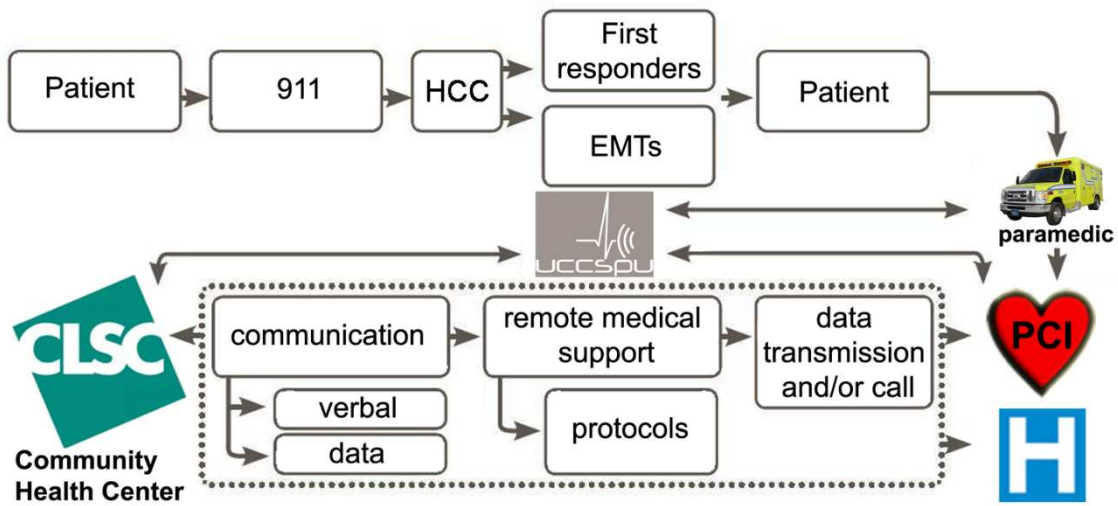 Patient
911
HCC
First
responders
EMTs
Patient
paramedic
uccspu
CLSC
Community
Health Center
communication
verbal
data
remote medical
support
protocols
data
transmission
and/or call
PCI
H